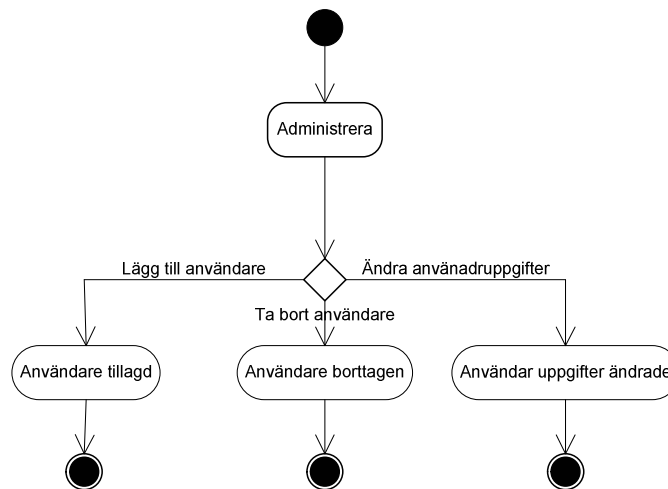 Administrera
Lägg till användare
Ändra använadruppgifter
Ta bort användare
Användare tillagd
Användare borttagen
Användar uppgifter ändrade